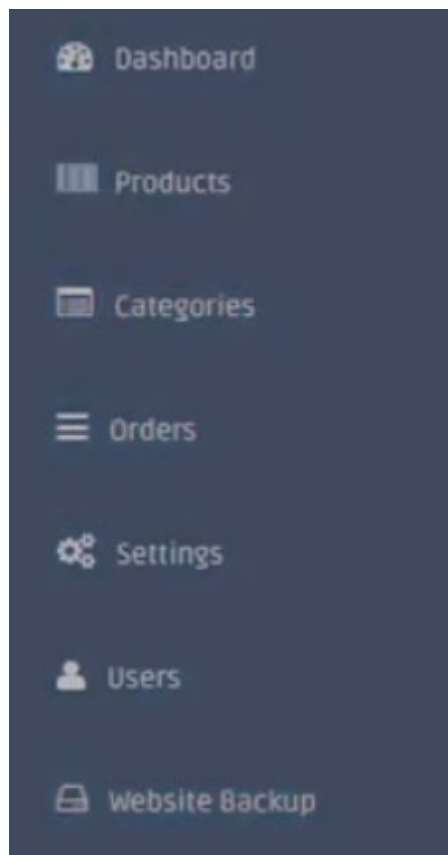 Dashboard
Products
Categories
Orders
Settings
Users
Website Backup